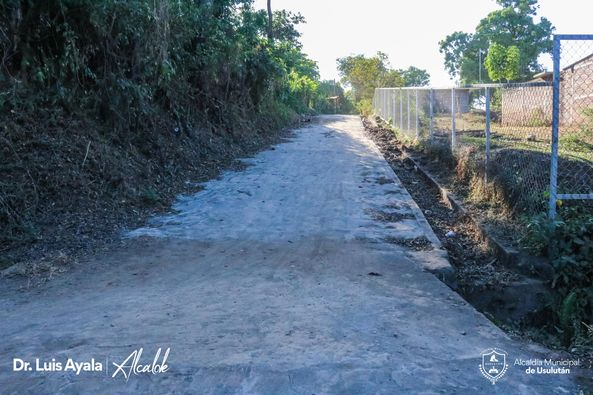 Dr. Luis Ayala | Alcalde
Alcaldía Municipal
de Usulután